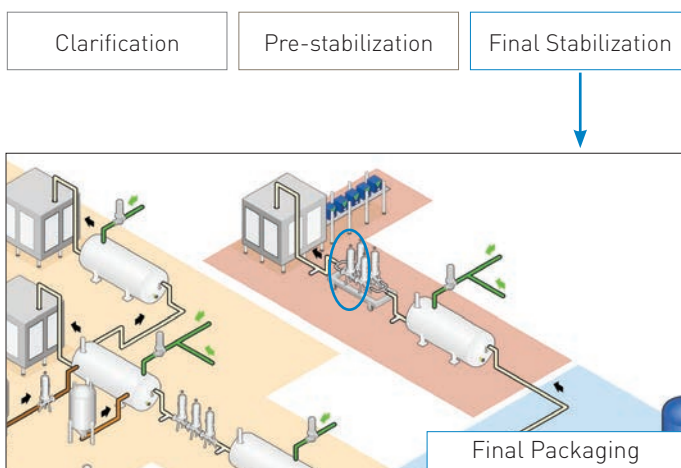 Clarification
Pre-stabilization
Final Stabilization
Final Packaging